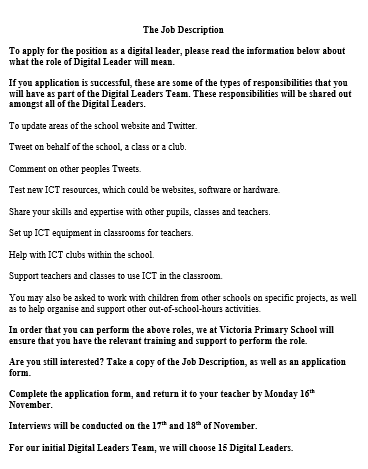 The Job Description
To apply for the position as a digital leader, please read the information below about
what the role of Digital Leader will mean.
If you application is successful, these are some of the types of responsibilities that you
will have as part of the Digital Leaders Team. These responsibilities will be shared out
amongst all of the Digital Leaders.
To update areas of the school website and Twitter.
Tweet on behalf of the school, a class or a club.
Comment on other peoples Tweets.
Test new ICT resources, which could be websites, software or hardware.
Share your skills and expertise with other pupils, classes and teachers.
Set up ICT equipment in classrooms for teachers.
Help with ICT clubs within the school.
Support teachers and classes to use ICT in the classroom.
You may also be asked to work with children from other schools on specific projects, as well
as to help organise and support other out-of-school-hours activities.
In order that you can perform the above roles, we at Victoria Primary School will
ensure that you have the relevant training and support to perform the role.
Are you still interested? Take a copy of the Job Description, as well as an application
form.
Complete the application form, and return it to your teacher by Monday 16th
November.
Interviews will be conducted on the 17th and 18th of November.
For our initial Digital Leaders Team, we will choose 15 Digital Leaders.